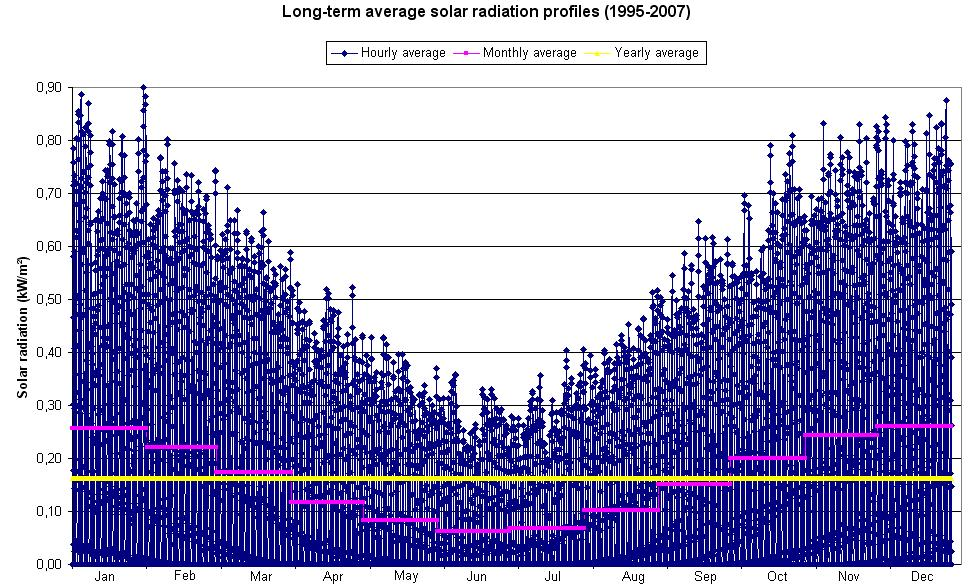 Long-term average solar radiation profiles (1995-2007)
Hourly average Monthly average Yearly average
Solar radiation (kW/m²)
0,90
0,80
0,70
0,60
0,50
0,40
0,30
0,20
0,10
0,00
Jan Feb Mar Apr May Jun Jul Aug Sep Oct Nov Dec